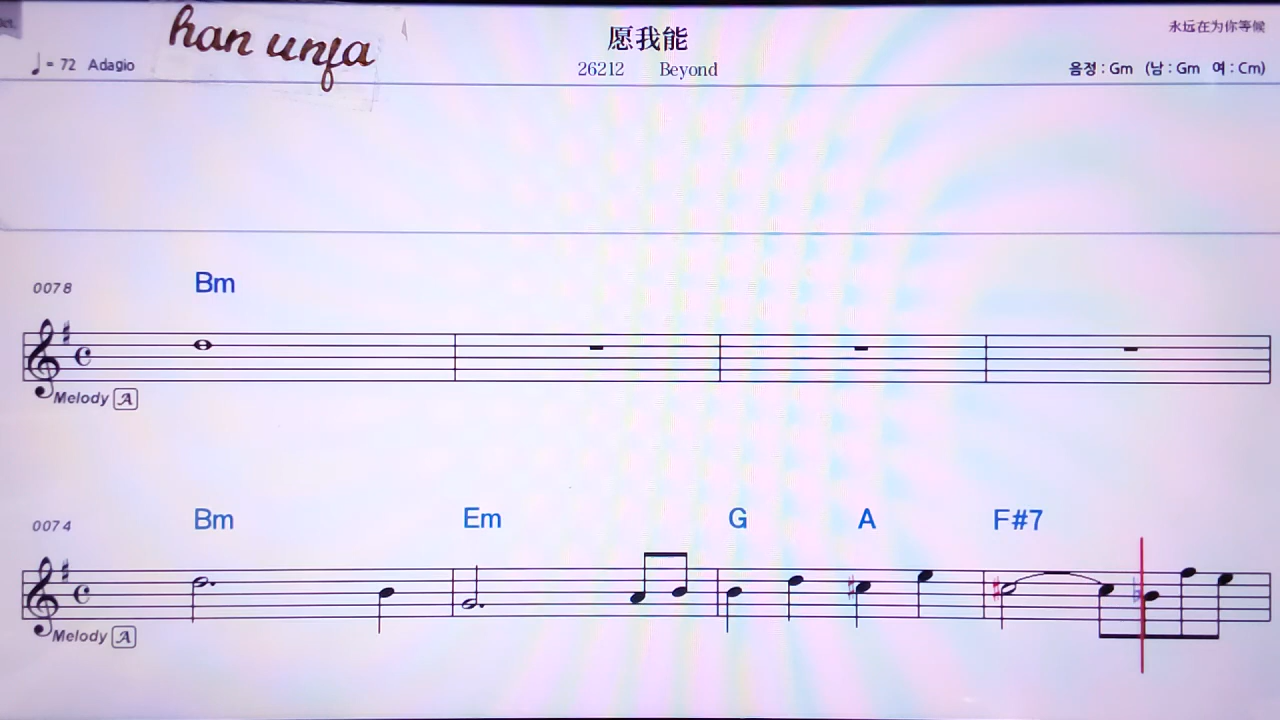 han unfa
愿我能
永远在为你等候
♩= 72 Adagio
26212 Beyond
음정 : Gm (남 : Gm 여 : Cm)
0078
Bm
Melody A
0074
Bm Em G A F#7
Melody A